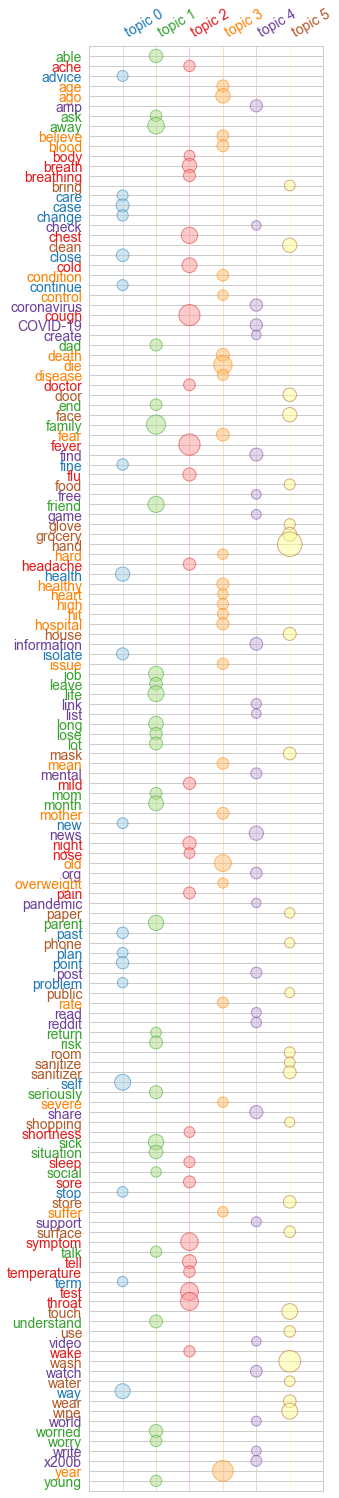 topic 0 topic 1 topic 2 topic 3 topic 4 topic 5
able
ache
advice
age
ago
amp
ask
away
believe
blood
body
breath
breathing
bring
care
case
change
check
chest
clean
close
cold
condition
continue
control
coronavirus
cough
COVID-19
create
dad
death
die
disease
doctor
door
end
face
family
fear
fever
find
fine
flu
food
free
friend
game
glove
grocery
hand
hard
headache
health
healthy
heart
high
hit
hospital
house
information
isolate
issue
job
leave
life
link
list
long
lose
lot
mask
mean
mental
mild
mom
month
mother
new
news
night
nose
old
org
overweight
pain
pandemic
paper
parent
past
phone
plan
point
post
problem
public
rate
read
reddit
return
risk
room
sanitize
sanitizer
self
seriously
severe
share
shopping
shortness
sick
situation
sleep
social
sore
stop
store
suffer
support
surface
symptom
talk
tell
temperature
term
test
throat
touch
understand
use
video
wake
wash
watch
water
way
wear
wipe
world
worried
worry
write
x200b
year
young